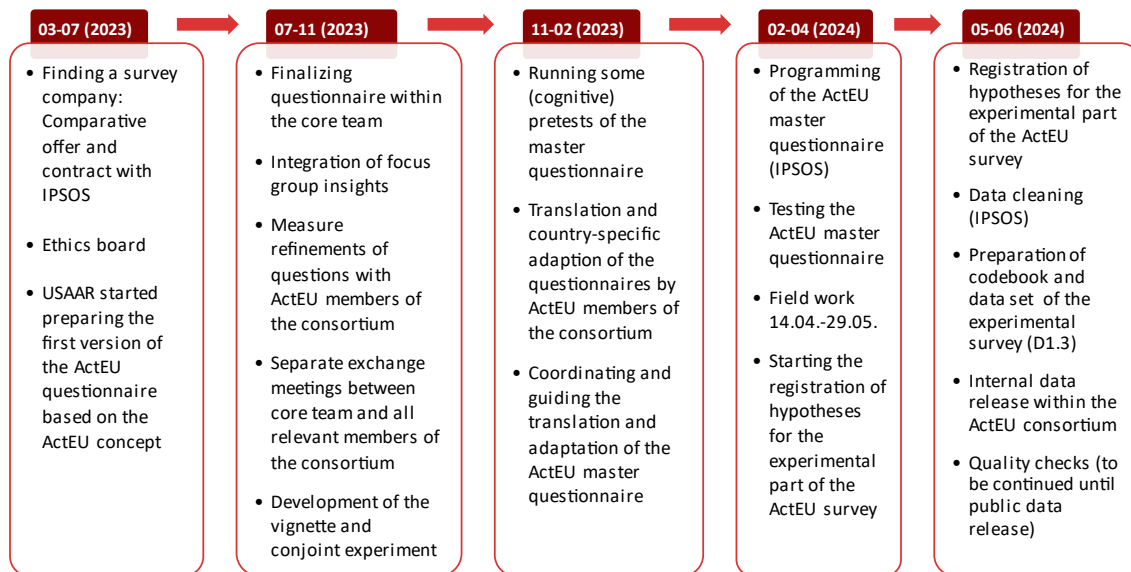 03-07 (2023)
• Finding a survey
company:
Comparative
offer and
contract with
IPSOS
• Ethics board
• USAAR started
preparing the
first version of
the ActEU
questionnaire
based on the
ActEU concept
07-11 (2023)
• Finalizing
questionnaire within
the core team
• Integration of focus
group insights
• Measure
refinements of
questions with
ActEU members of
the consortium
• Separate exchange
meetings between
core team and all
relevant members of
the consortium
• Development of the
vignette and
conjoint experiment
11-02 (2023)
• Running some
(cognitive)
pretests of the
master
questionnaire
• Translation and
country-specific
adaption of the
questionnaires by
ActEU members of
the consortium
• Coordinating and
guiding the
translation and
adaptation of the
ActEU master
questionnaire
02-04 (2024)
• Programming
of the ActEU
master
questionnaire
(IPSOS)
• Testing the
ActEU master
questionnaire
• Field work
14.04.-29.05.
• Starting the
registration of
hypotheses
for the
experimental
part of the
ActEU survey
05-06 (2024)
• Registration of
hypotheses for the
experimental part
of the ActEU
survey
• Data cleaning
(IPSOS)
• Preparation of
codebook and
data set of the
experimental
survey (D1.3)
• Internal data
release within the
ActEU consortium
• Quality checks (to
be continued until
public data
release)